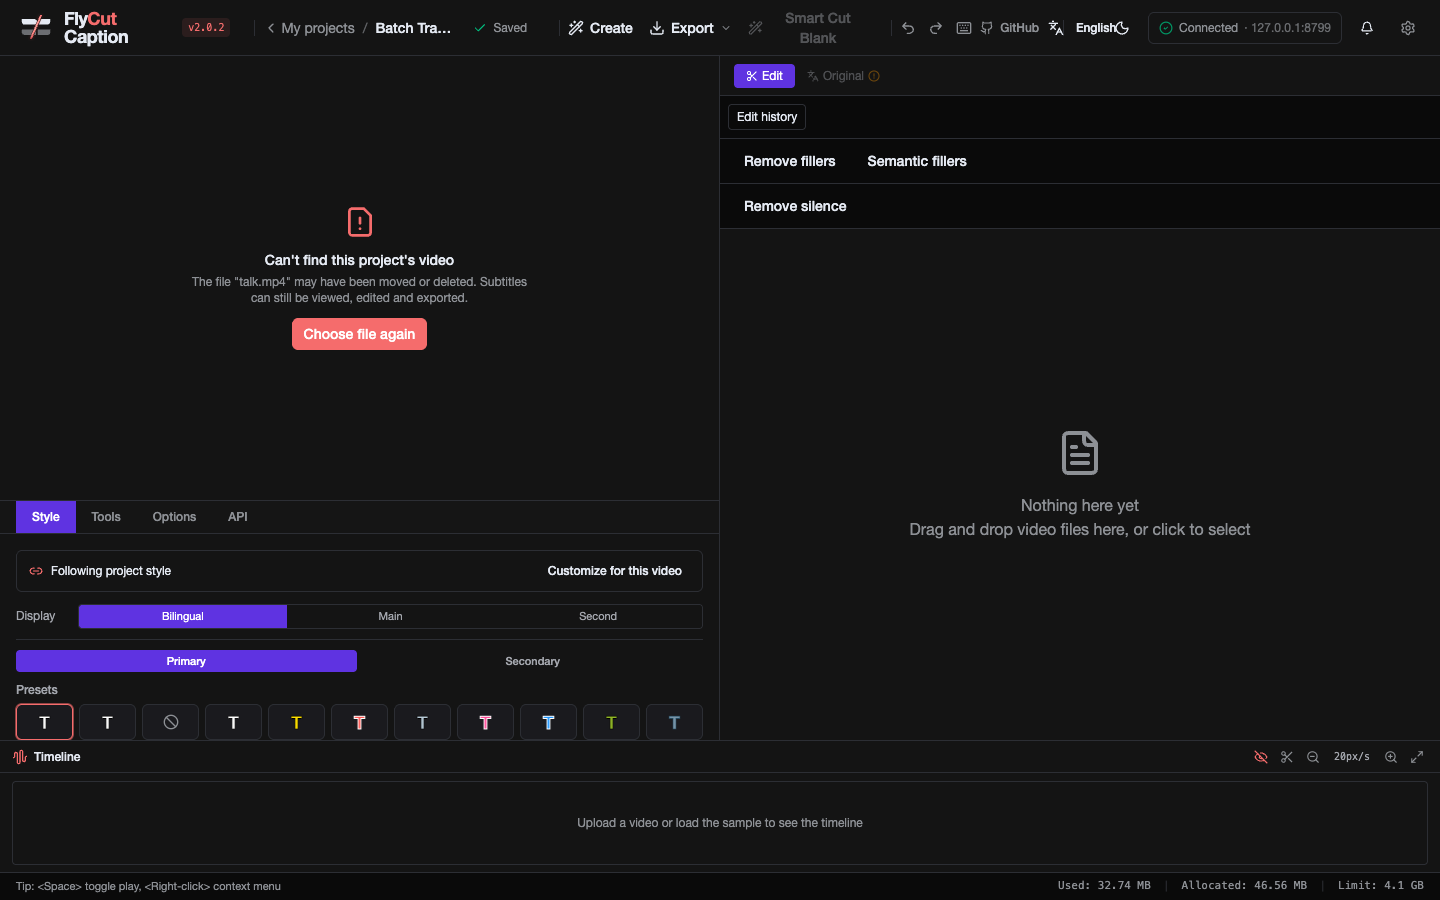 FlyCut
Caption
v2.0.2
My projects / Batch Tra...
Saved
Create
Export
Smart Cut
Blank
GitHub
English
Connected · 127.0.0.1:8799
Edit
Original
Edit history
Remove fillers
Semantic fillers
Remove silence
Can't find this project's video
The file "talk.mp4" may have been moved or deleted. Subtitles
can still be viewed, edited and exported.
Choose file again
Nothing here yet
Drag and drop video files here, or click to select
Style
Tools
Options
API
Following project style
Customize for this video
Display
Bilingual
Main
Second
Primary
Secondary
Presets
T T T T T T T T T T
Timeline
20px/s
Upload a video or load the sample to see the timeline
Tip: <Space> toggle play, <Right-click> context menu
Used: 32.74 MB | Allocated: 46.56 MB | Limit: 4.1 GB